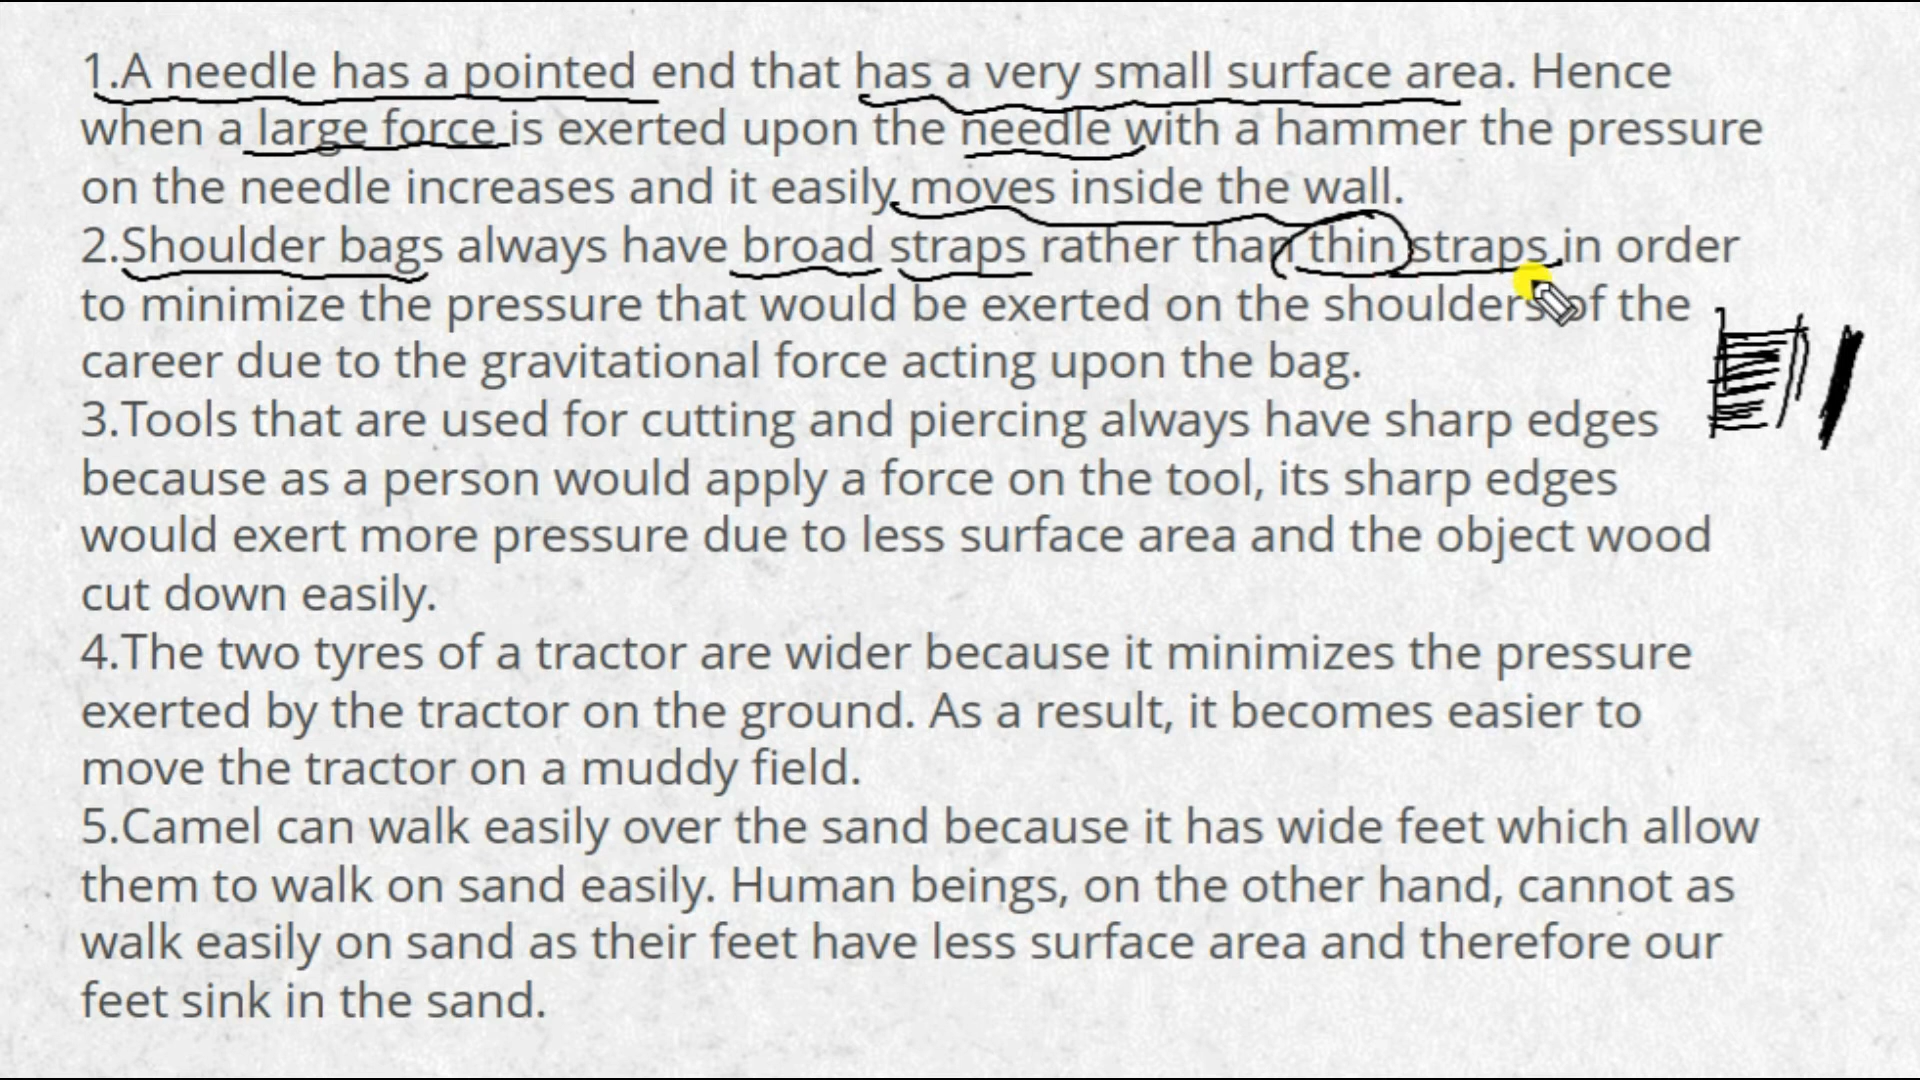 1.A needle has a pointed end that has a very small surface area. Hence
when a large force is exerted upon the needle with a hammer the pressure
on the needle increases and it easily moves inside the wall.
2.Shoulder bags always have broad straps rather than thin straps in order
to minimize the pressure that would be exerted on the shoulders of the
career due to the gravitational force acting upon the bag.
3.Tools that are used for cutting and piercing always have sharp edges
because as a person would apply a force on the tool, its sharp edges
would exert more pressure due to less surface area and the object wood
cut down easily.
4.The two tyres of a tractor are wider because it minimizes the pressure
exerted by the tractor on the ground. As a result, it becomes easier to
move the tractor on a muddy field.
5.Camel can walk easily over the sand because it has wide feet which allow
them to walk on sand easily. Human beings, on the other hand, cannot as
walk easily on sand as their feet have less surface area and therefore our
feet sink in the sand.